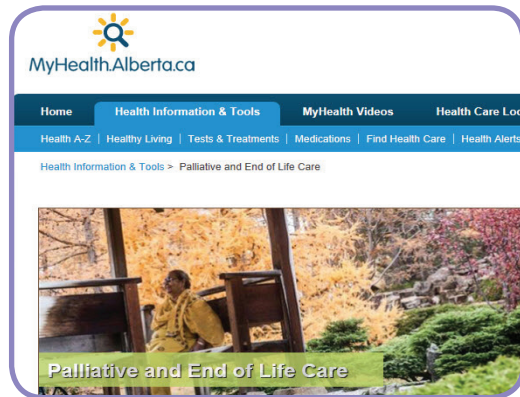 MyHealth.Alberta.ca
Home Health Information & Tools MyHealth Videos Health Care Loc
Health A-Z | Healthy Living | Tests & Treatments | Medications | Find Health Care | Health Alerts
Health Information & Tools > Palliative and End of Life Care
Palliative and End of Life Care